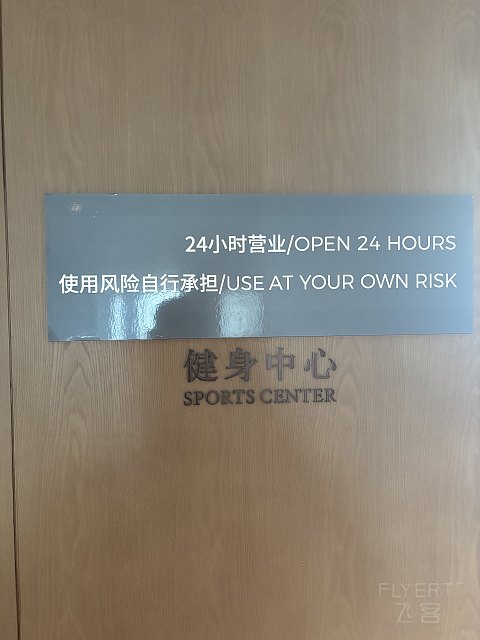 24小时营业/OPEN 24 HOURS
使用风险自行承担/USE AT YOUR OWN RISK
健身中心
SPORTS CENTER
FLYERT
飞客